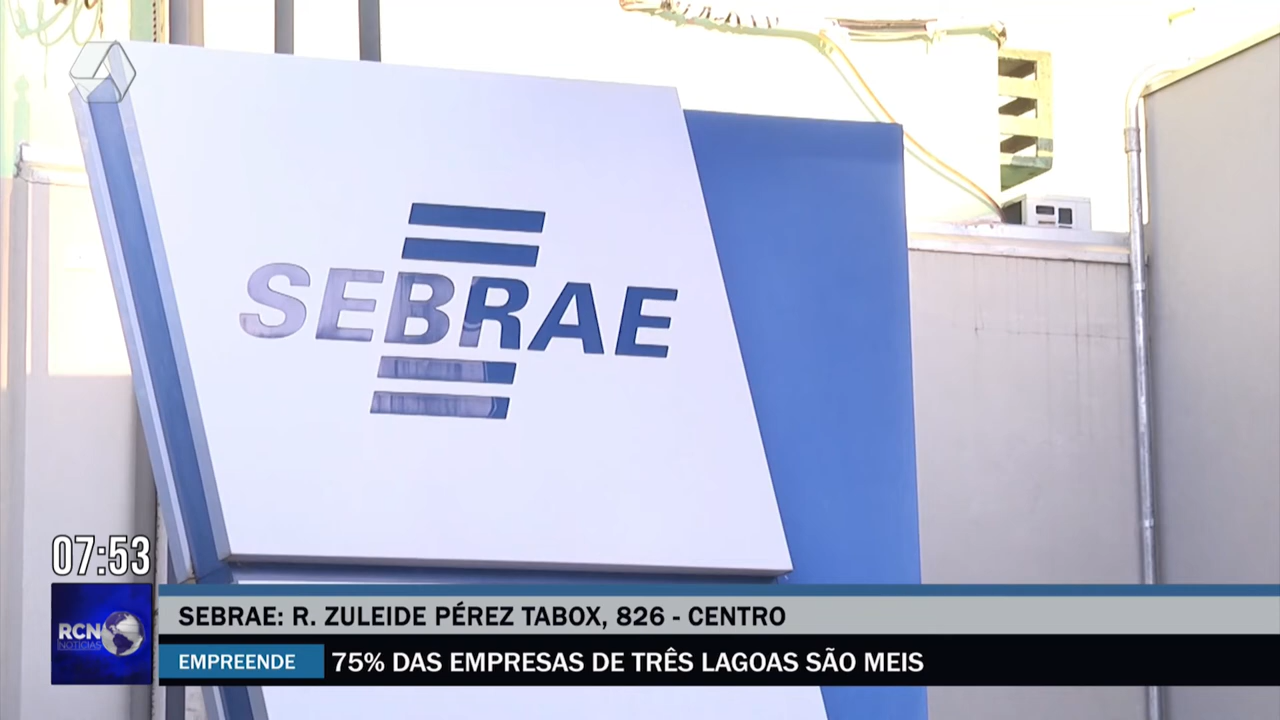 SEBRAE
07:53
RCN
NOTÍCIAS
SEBRAE: R. ZULEIDE PÉREZ TABOX, 826 - CENTRO
EMPREENDE
75% DAS EMPRESAS DE TRÊS LAGOAS SÃO MEIS